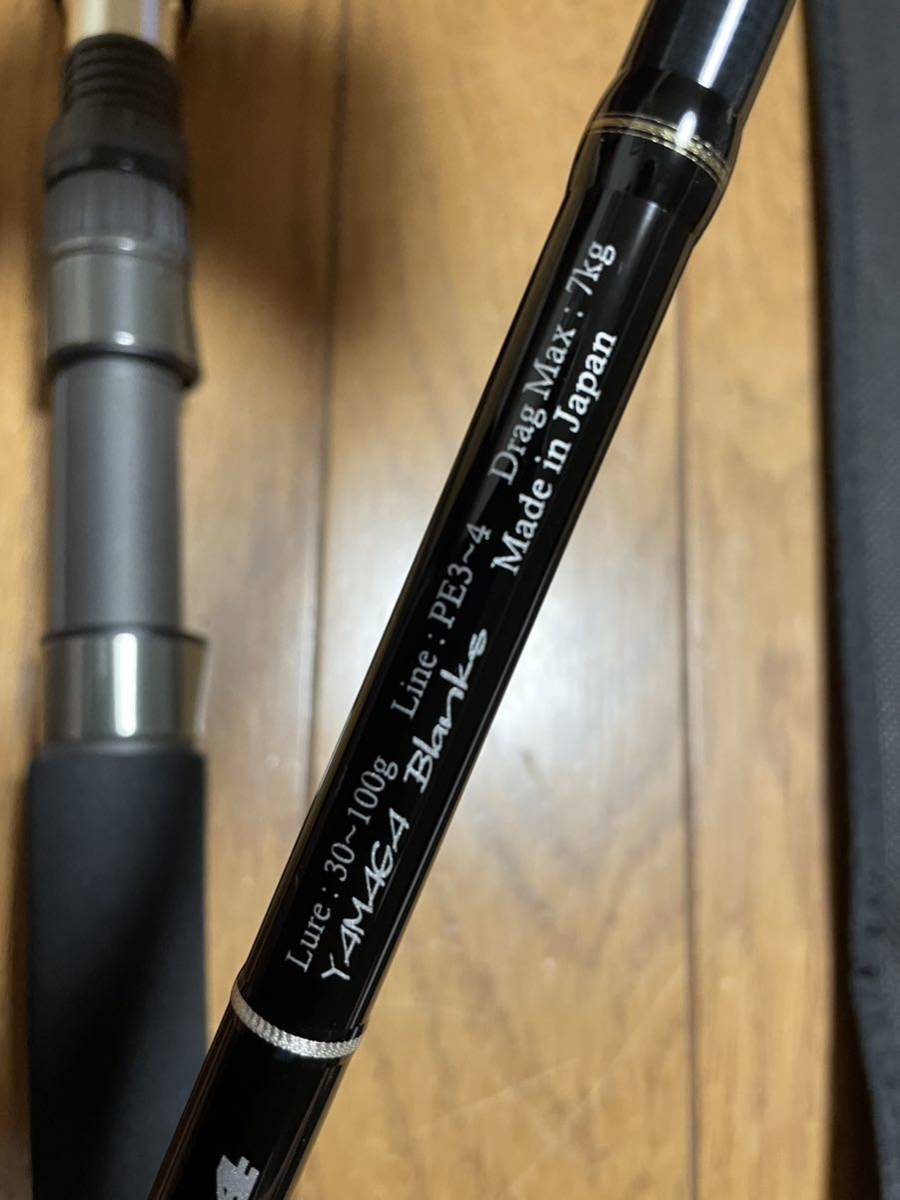 Lure : 30~100g Line : PE3~4 Drag Max : 7kg
YAMAGA Blanks Made in Japan